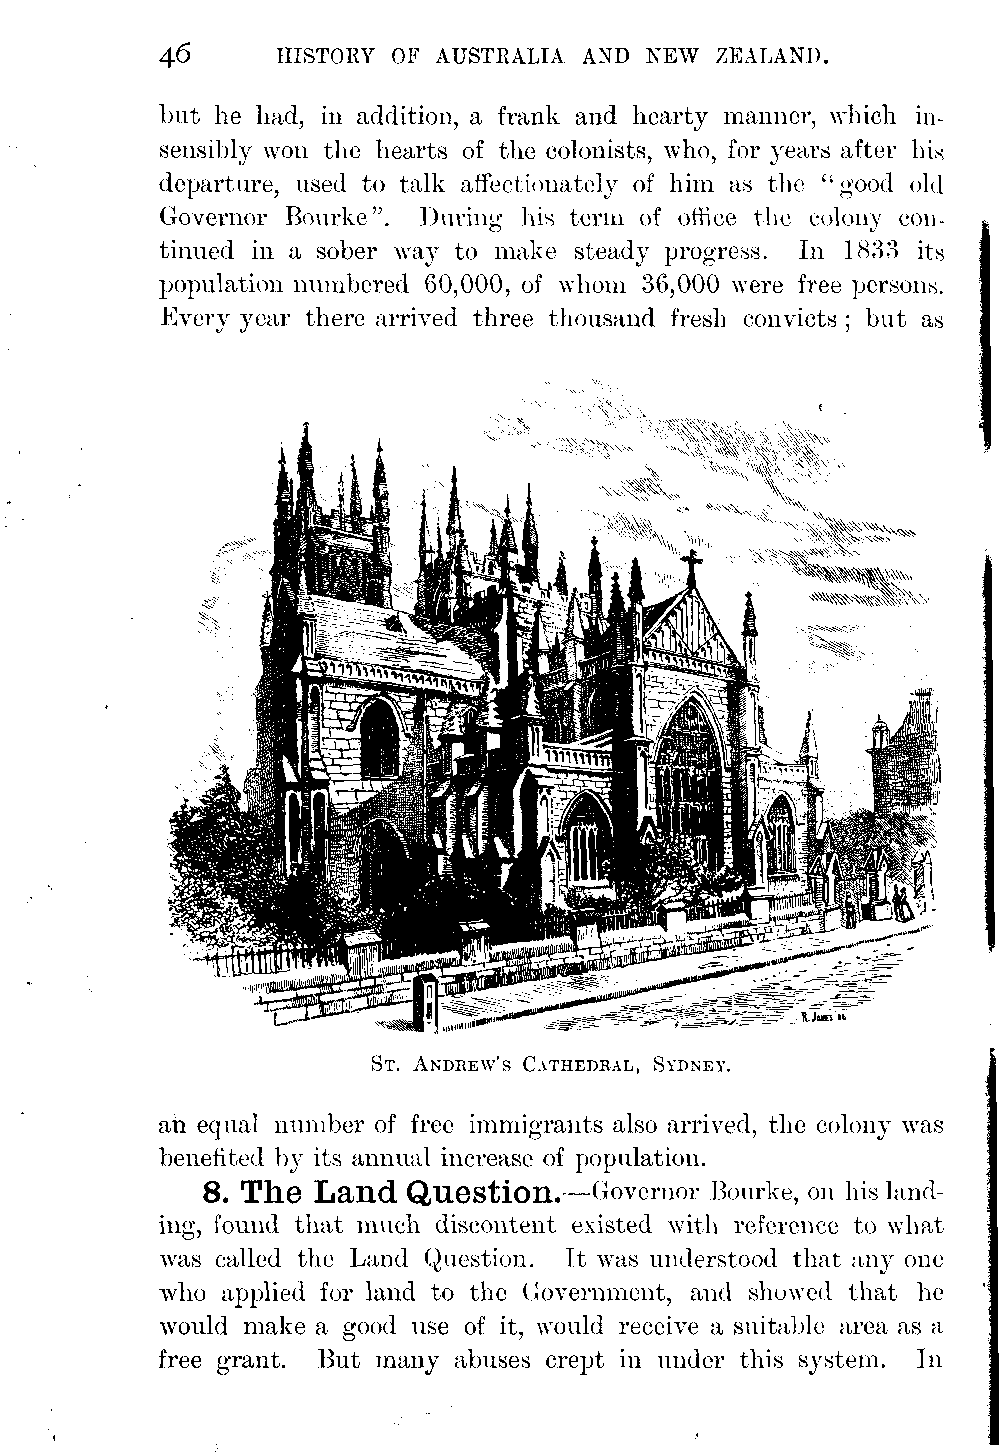 46 HISTORY OF AUSTRALIA AND NEW ZEALAND.
but he had, in addition, a frank and hearty manner, which in-
sensibly won the hearts of the colonists, who, for years after his
departure, used to talk affectionately of him as the "good old
Governor Bourke". During his term of office the colony con-
tinued in a sober way to make steady progress. In 1833 its
population numbered 60,000, of whom 36,000 were free persons.
Every year there arrived three thousand fresh convicts; but as
R. JONES 86
ST. ANDREW'S CATHEDRAL, SYDNEY.
an equal number of free immigrants also arrived, the colony was
benefited by its annual increase of population.
8. The Land Question.—Governor Bourke, on his land-
ing, found that much discontent existed with reference to what
was called the Land Question. It was understood that any one
who applied for land to the Government, and showed that he
would make a good use of it, would receive a suitable area as a
free grant. But many abuses crept in under this system. In